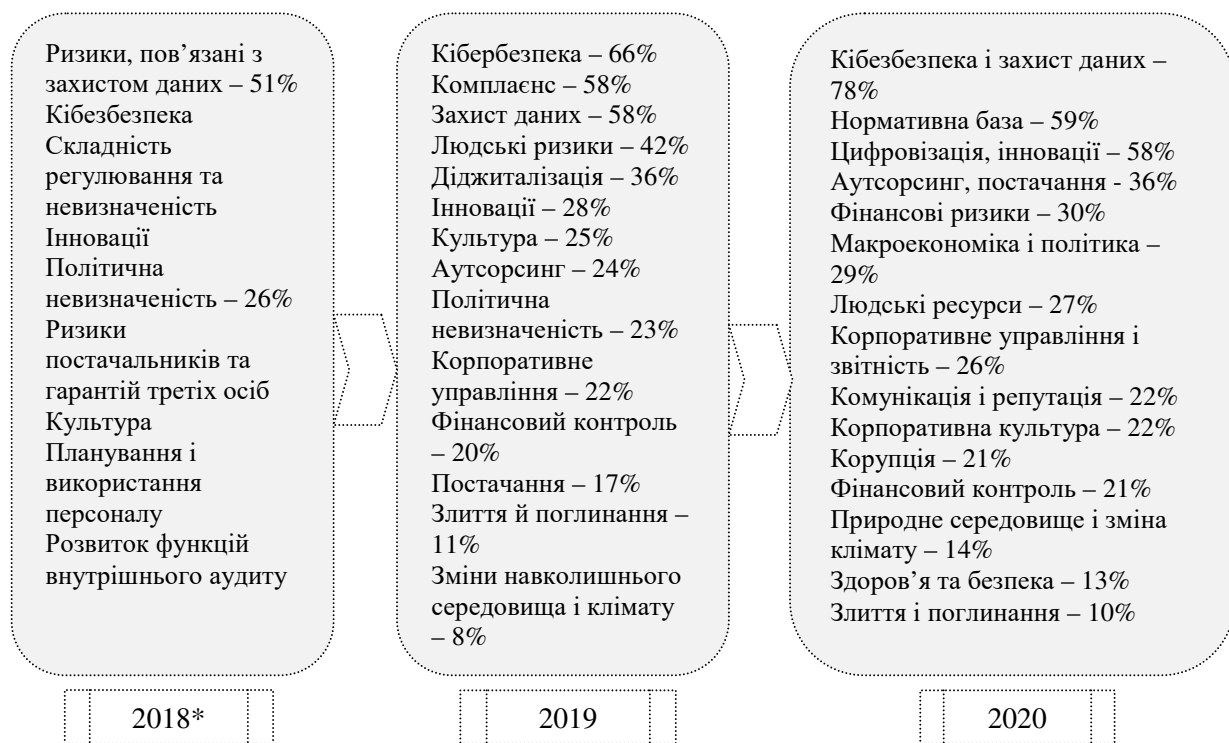 Ризики, пов’язані з
захистом даних – 51%
Кібезбезпека
Складність
регулювання та
невизначеність
Інновації
Політична
невизначеність – 26%
Ризики
постачальників та
гарантій третіх осіб
Культура
Планування і
використання
персоналу
Розвиток функцій
внутрішнього аудиту
2018*
Кібербезпека – 66%
Комплаєнс – 58%
Захист даних – 58%
Людські ризики – 42%
Діджиталізація – 36%
Інновації – 28%
Культура – 25%
Аутсорсинг – 24%
Політична
невизначеність – 23%
Корпоративне
управління – 22%
Фінансовий контроль
– 20%
Постачання – 17%
Злиття й поглинання –
11%
Зміни навколишнього
середовища і клімату
– 8%
2019
Кібезбезпека і захист даних –
78%
Нормативна база – 59%
Цифровізація, інновації – 58%
Аутсорсинг, постачання - 36%
Фінансові ризики – 30%
Макроекономіка і політика –
29%
Людські ресурси – 27%
Корпоративне управління і
звітність – 26%
Комунікація і репутація – 22%
Корпоративна культура – 22%
Корупція – 21%
Фінансовий контроль – 21%
Природне середовище і зміна
клімату – 14%
Здоров’я та безпека – 13%
Злиття і поглинання – 10%
2020